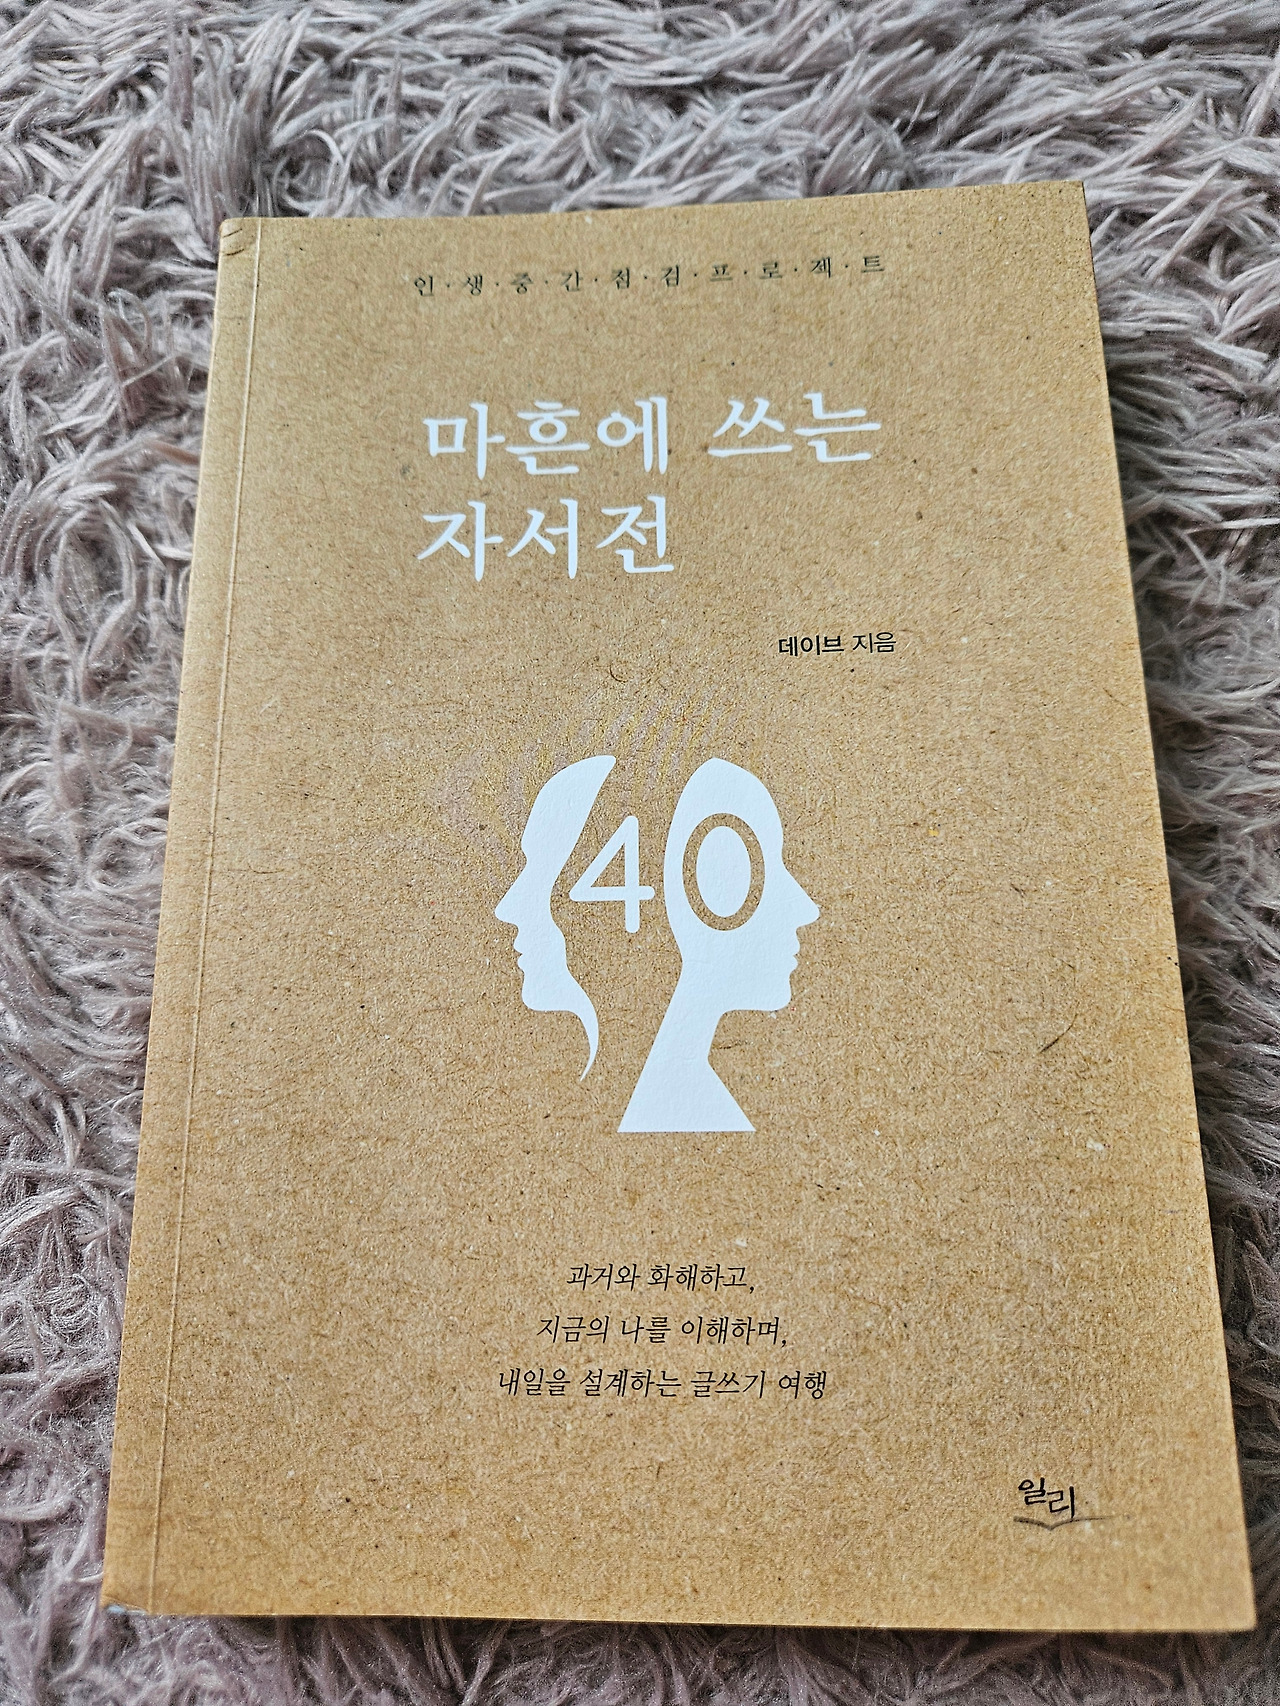 인·생·중·간·점·검·프·로·젝·트
마흔에 쓰는
자서전
데이브 지음
40
과거와 화해하고,
지금의 나를 이해하며,
내일을 설계하는 글쓰기 여행
일리